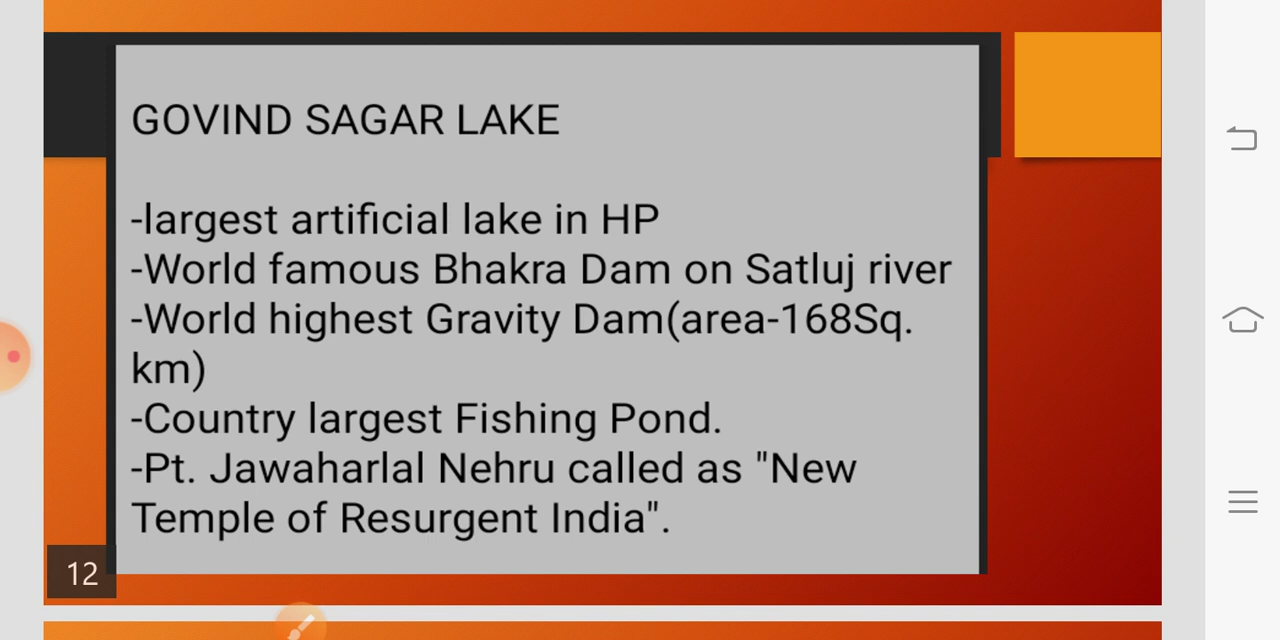 GOVIND SAGAR LAKE
-largest artificial lake in HP
-World famous Bhakra Dam on Satluj river
-World highest Gravity Dam(area-168Sq.
km)
-Country largest Fishing Pond.
-Pt. Jawaharlal Nehru called as "New
Temple of Resurgent India".
12